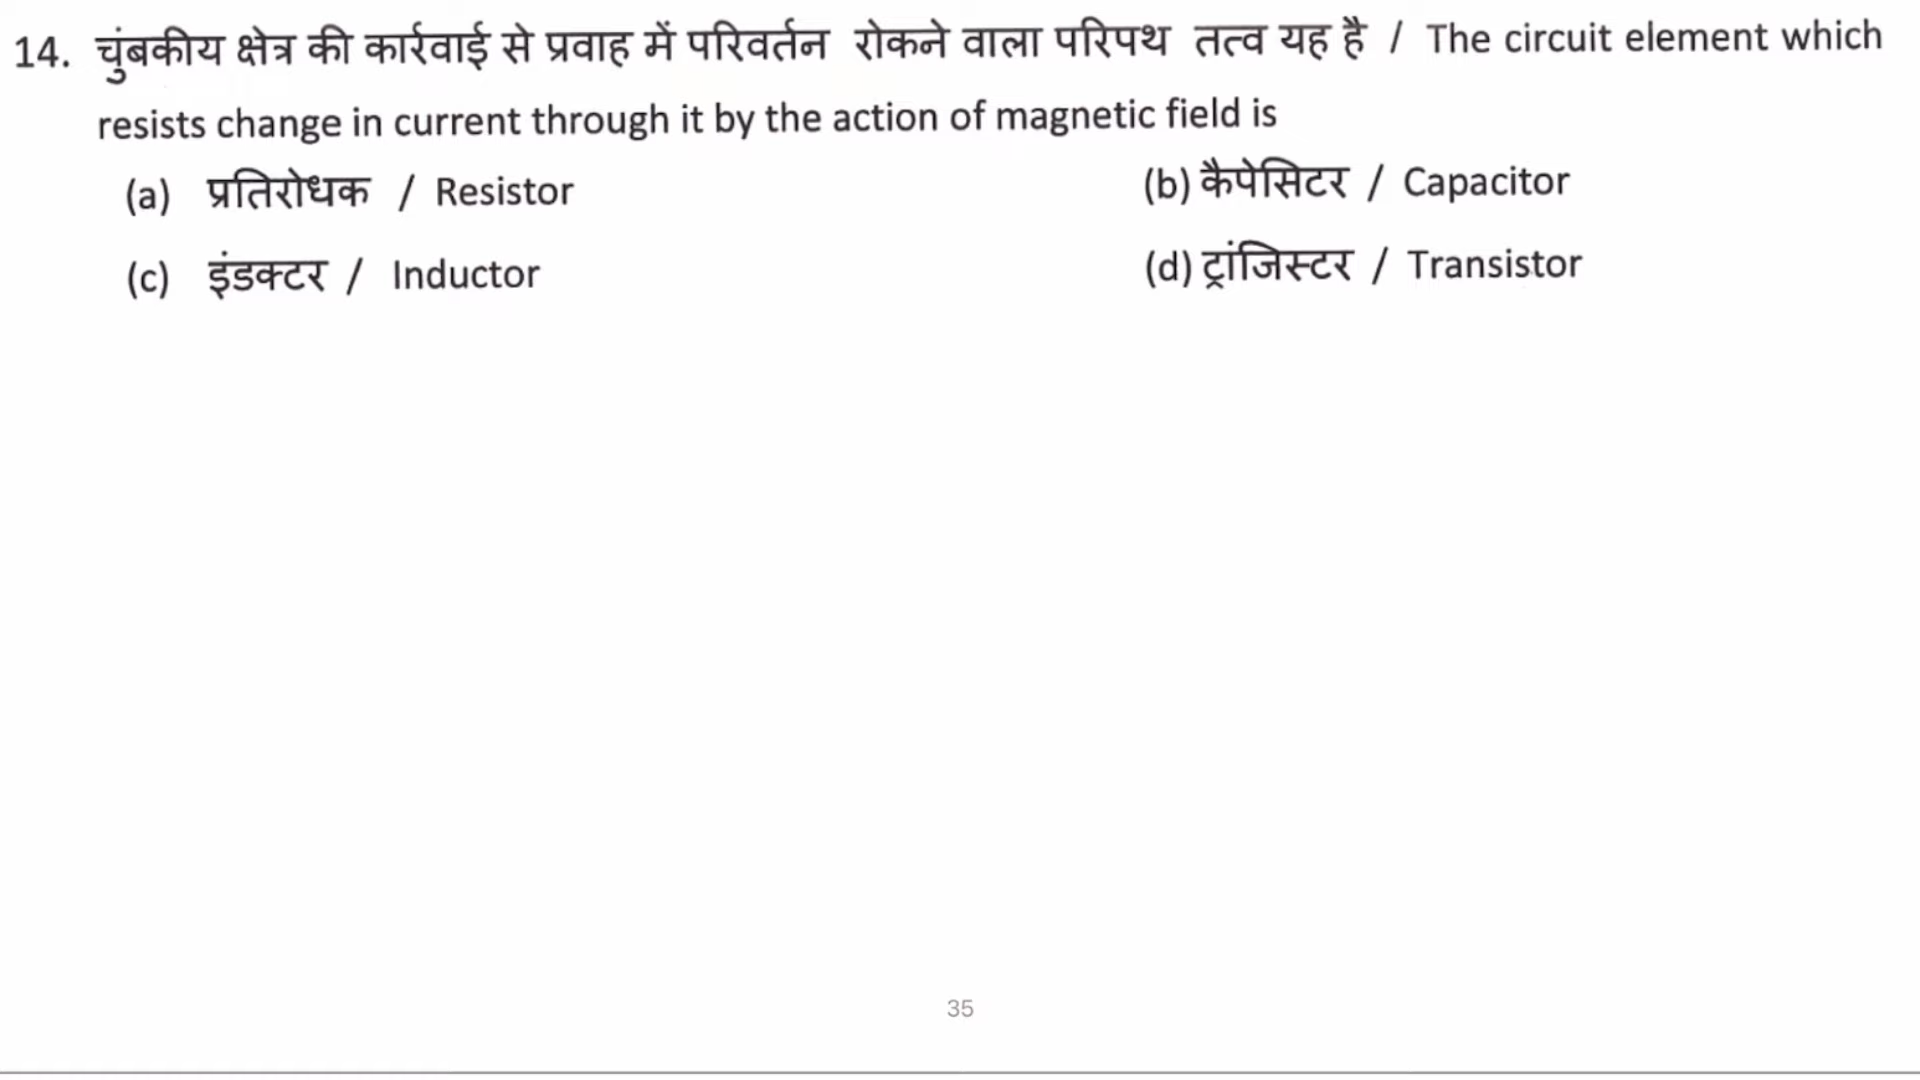 14. चुंबकीय क्षेत्र की कार्रवाई से प्रवाह में परिवर्तन रोकने वाला परिपथ तत्व यह है / The circuit element which
resists change in current through it by the action of magnetic field is
(a) प्रतिरोधक / Resistor (b) कैपेसिटर / Capacitor
(c) इंडक्टर / Inductor (d) ट्रांजिस्टर / Transistor
35